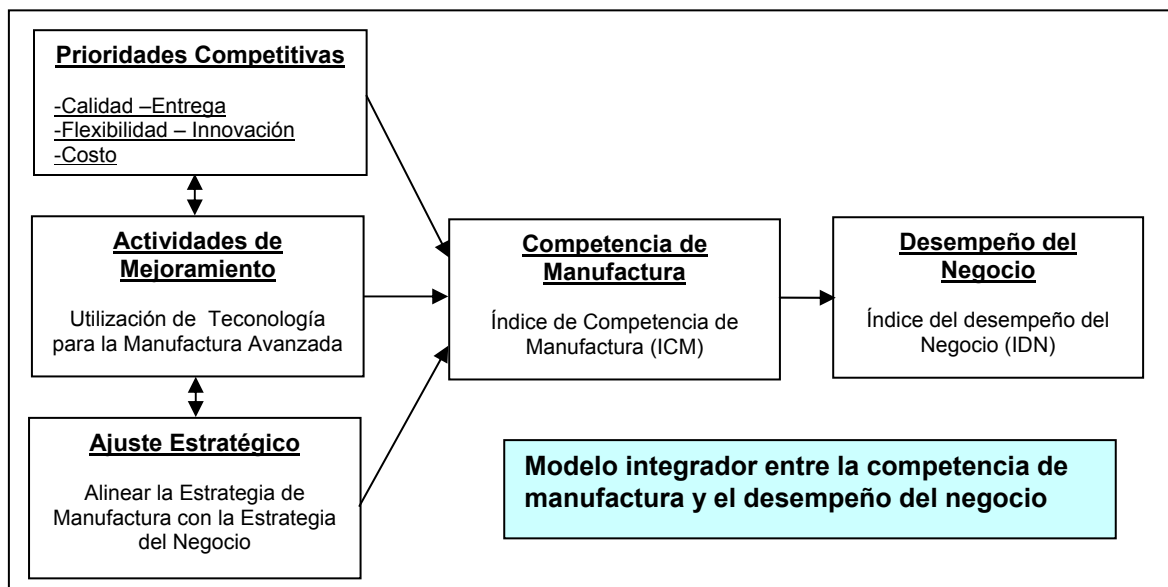 Prioridades Competitivas
-Calidad –Entrega
-Flexibilidad – Innovación
-Costo
Actividades de
Mejoramiento
Utilización de Teconología
para la Manufactura Avanzada
Ajuste Estratégico
Alinear la Estrategia de
Manufactura con la Estrategia
del Negocio
Competencia de
Manufactura
Índice de Competencia de
Manufactura (ICM)
Desempeño del
Negocio
Índice del desempeño del
Negocio (IDN)
Modelo integrador entre la competencia de
manufactura y el desempeño del negocio